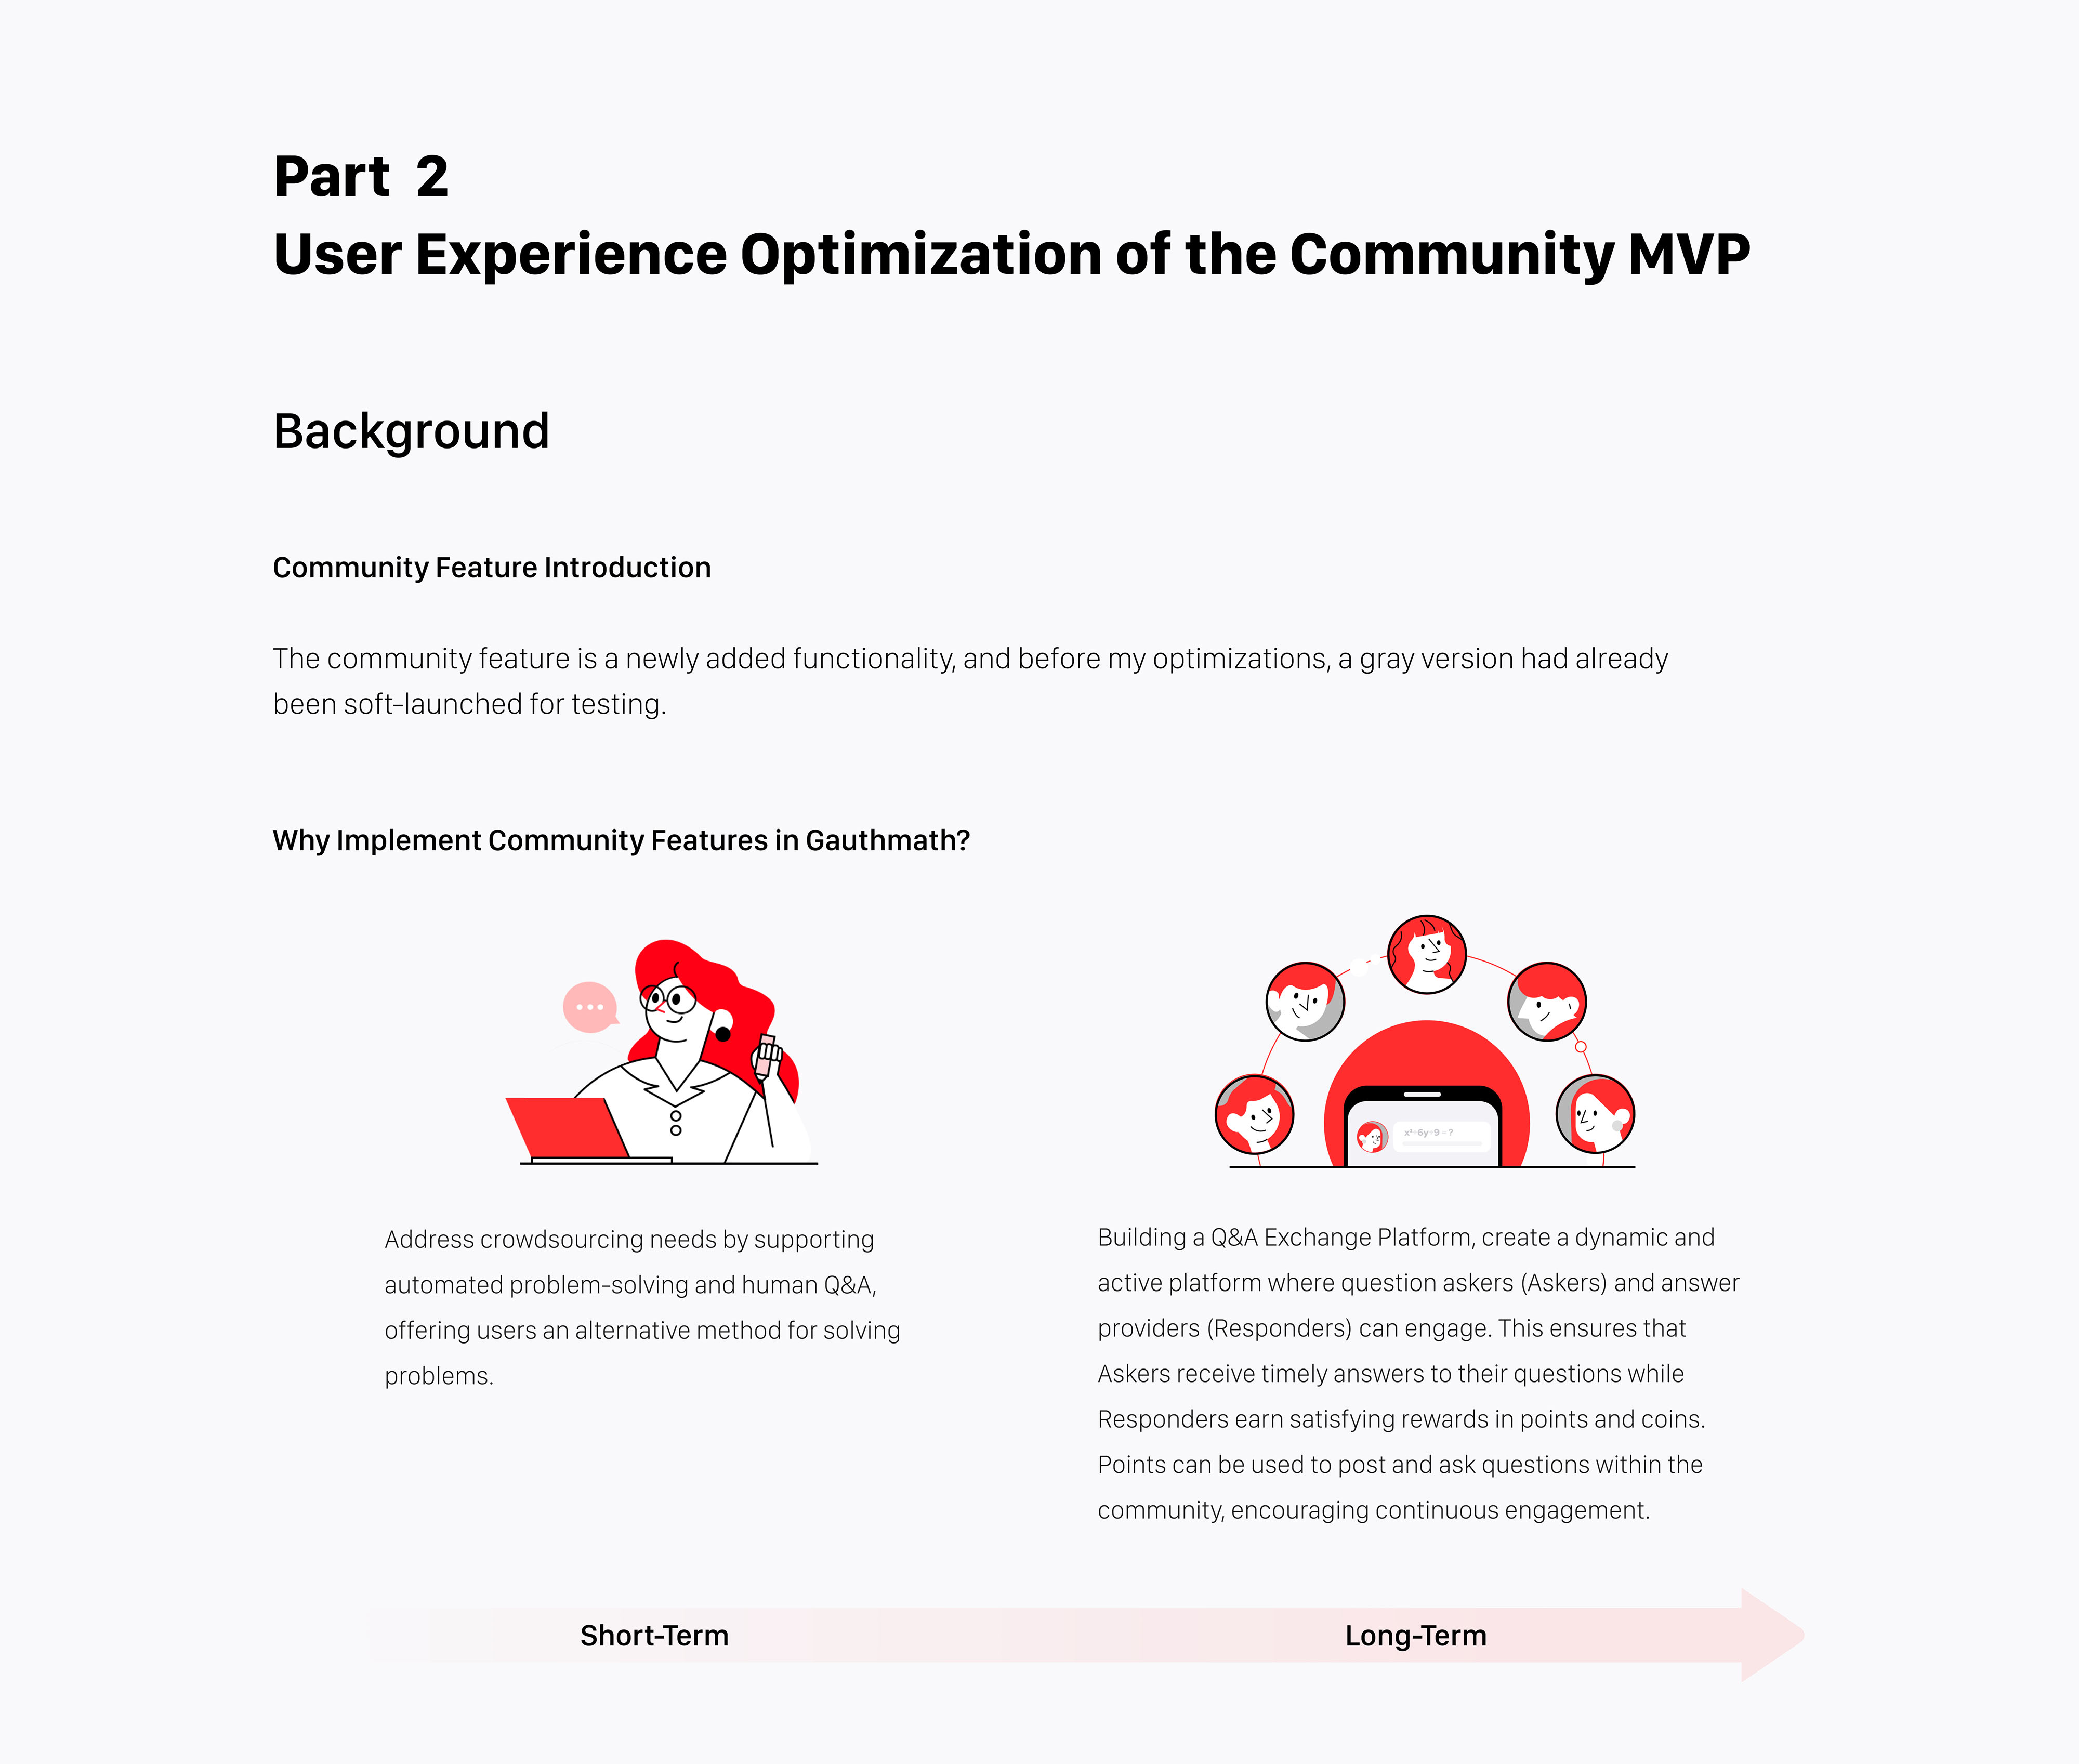 Part 2
User Experience Optimization of the Community MVP
Background
Community Feature Introduction
The community feature is a newly added functionality, and before my optimizations, a gray version had already
been soft-launched for testing.
Why Implement Community Features in Gauthmath?
x²+6y+9 = ?
Address crowdsourcing needs by supporting
automated problem-solving and human Q&A,
offering users an alternative method for solving
problems.
Building a Q&A Exchange Platform, create a dynamic and
active platform where question askers (Askers) and answer
providers (Responders) can engage. This ensures that
Askers receive timely answers to their questions while
Responders earn satisfying rewards in points and coins.
Points can be used to post and ask questions within the
community, encouraging continuous engagement.
Short-Term
Long-Term